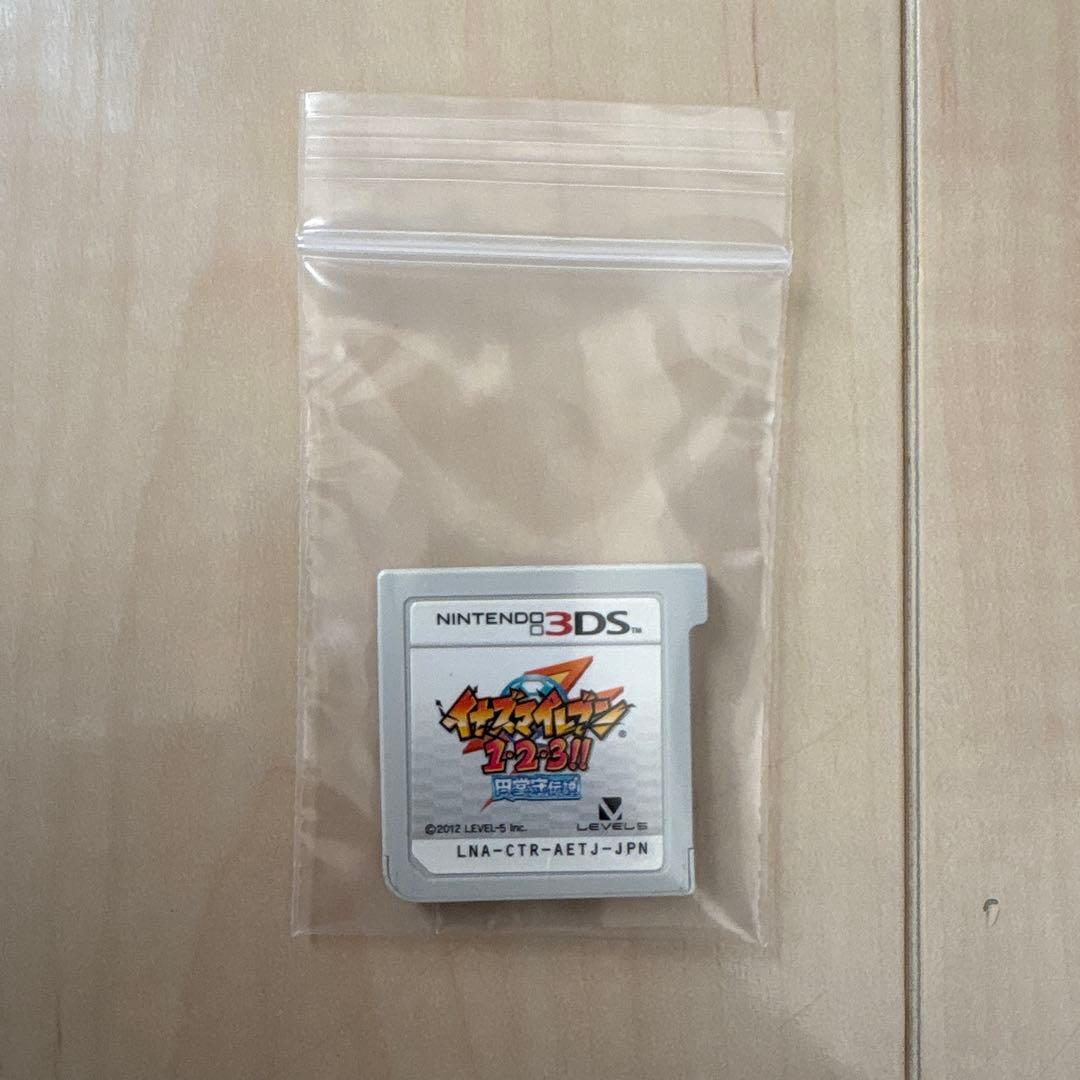 NINTENDO 3DS™
イナズマイレブン®
1・2・3!!
円堂守伝説
©2012 LEVEL-5 Inc.
LEVEL5
LNA-CTR-AETJ-JPN